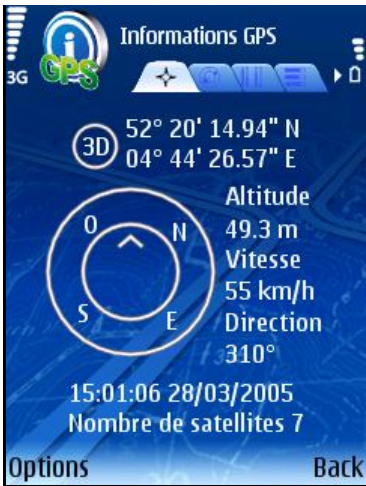 Informations GPS
3G
GPS
3D
52° 20' 14.94" N
04° 44' 26.57" E
Altitude
49.3 m
Vitesse
55 km/h
Direction
310°
O
N
S
E
15:01:06 28/03/2005
Nombre de satellites 7
Options
Back